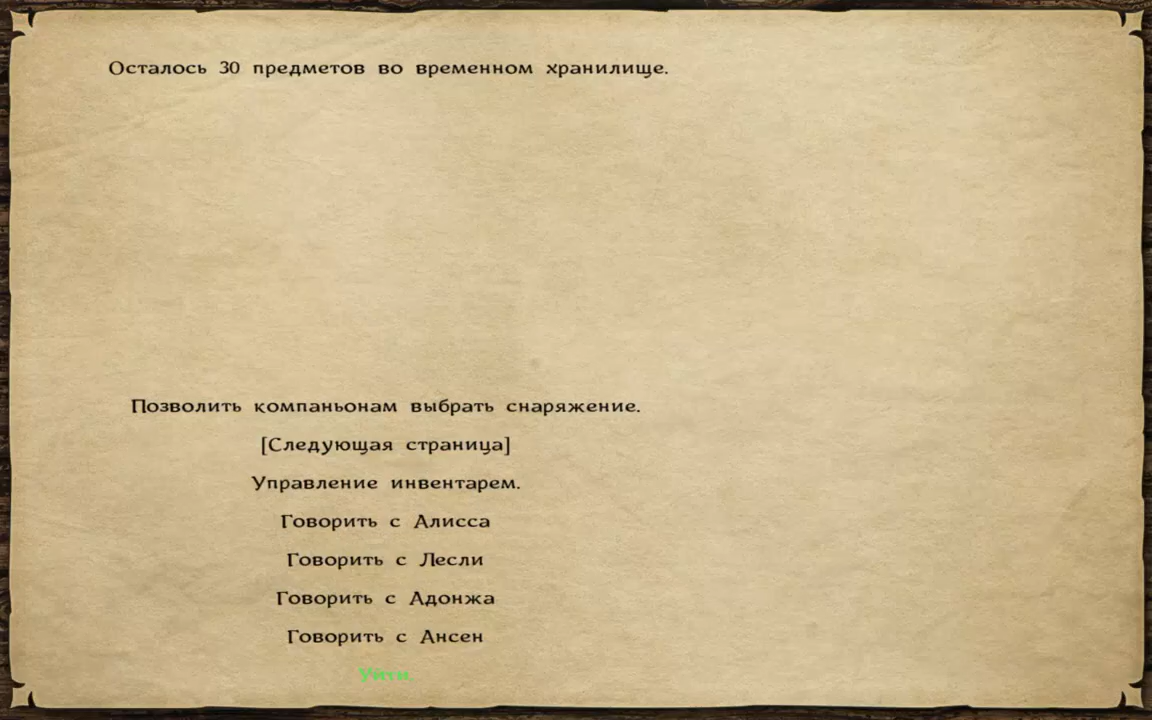 Осталось 30 предметов во временном хранилище.
Позволить компаньонам выбрать снаряжение.
[Следующая страница]
Управление инвентарем.
Говорить с Алисса
Говорить с Лесли
Говорить с Адонжа
Говорить с Ансен
Уйти.